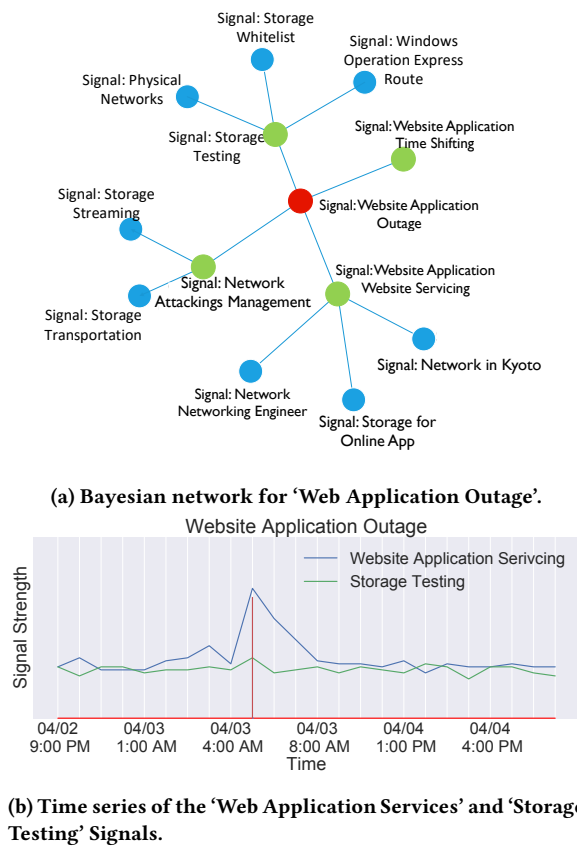 Signal: Storage
Whitelist
Signal: Windows
Operation Express
Route
Signal: Physical
Networks
Signal: Storage
Testing
Signal:Website Application
Time Shifting
Signal: Storage
Streaming
Signal:Website Application
Outage
Signal:Website Application
Website Servicing
Signal: Network
Attackings Management
Signal: Storage
Transportation
Signal: Network in Kyoto
Signal: Network
Networking Engineer
Signal: Storage for
Online App
(a) Bayesian network for ‘Web Application Outage’.
Website Application Outage
Website Application Serivcing
Storage Testing
Signal Strength
04/02 04/03 04/03 04/03 04/04 04/04
9:00 PM 1:00 AM 4:00 AM 8:00 AM 1:00 PM 4:00 PM
Time
(b) Time series of the ‘Web Application Services’ and ‘Storage
Testing’ Signals.